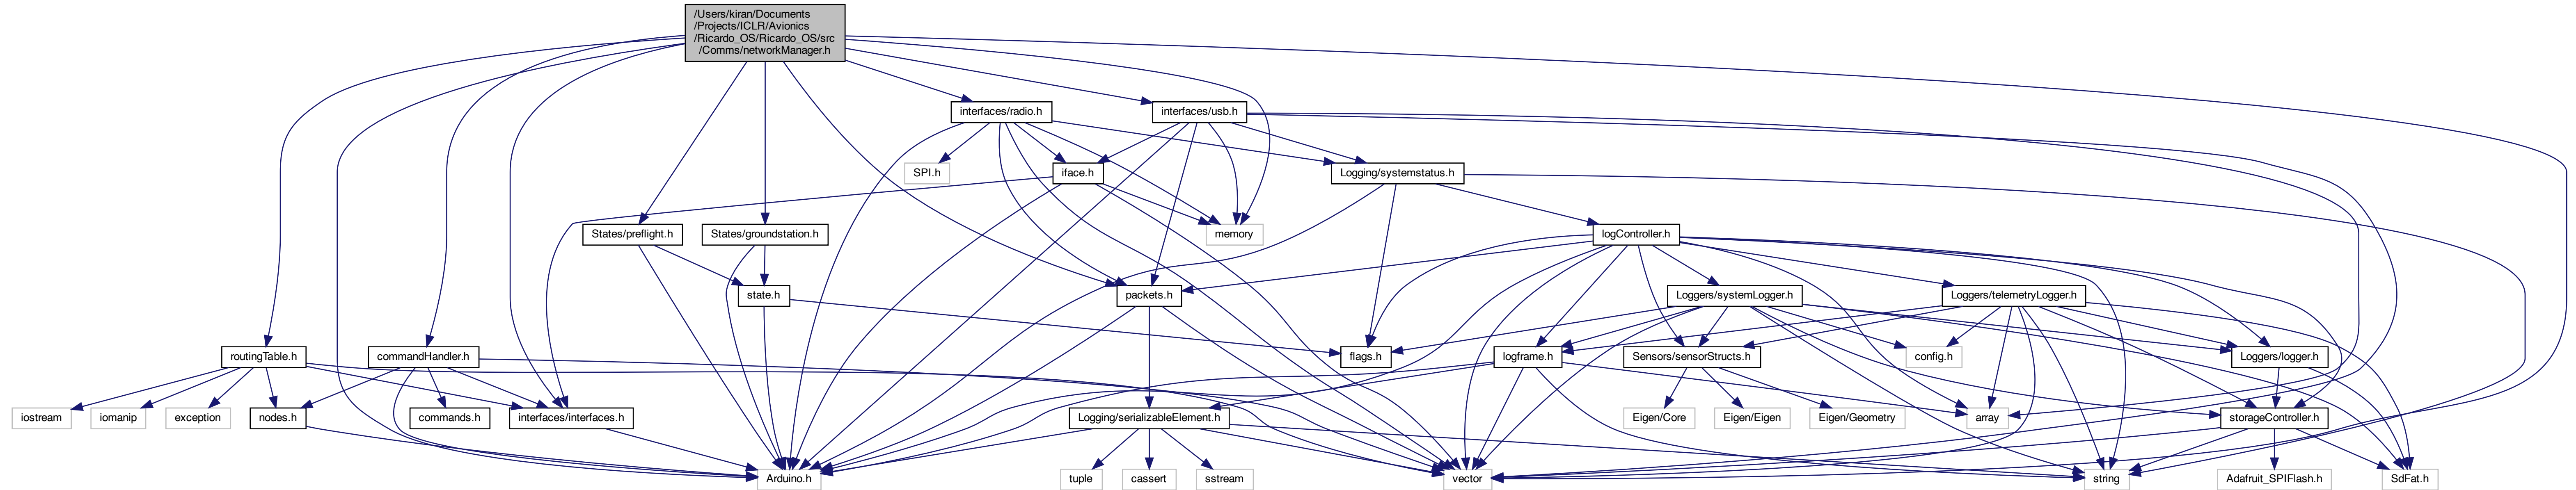 /Users/kiran/Documents
/Projects/ICLR/Avionics
/Ricardo_OS/Ricardo_OS/src
/Comms/networkManager.h
interfaces/radio.h
interfaces/usb.h
SPI.h
iface.h
Logging/systemstatus.h
States/preflight.h
States/groundstation.h
memory
logController.h
state.h
packets.h
Loggers/systemLogger.h
Loggers/telemetryLogger.h
routingTable.h
commandHandler.h
flags.h
logframe.h
Sensors/sensorStructs.h
config.h
Loggers/logger.h
iostream
iomanip
exception
nodes.h
commands.h
interfaces/interfaces.h
Logging/serializableElement.h
Eigen/Core
Eigen/Eigen
Eigen/Geometry
array
storageController.h
Arduino.h
tuple
cassert
sstream
vector
string
Adafruit_SPIFlash.h
SdFat.h